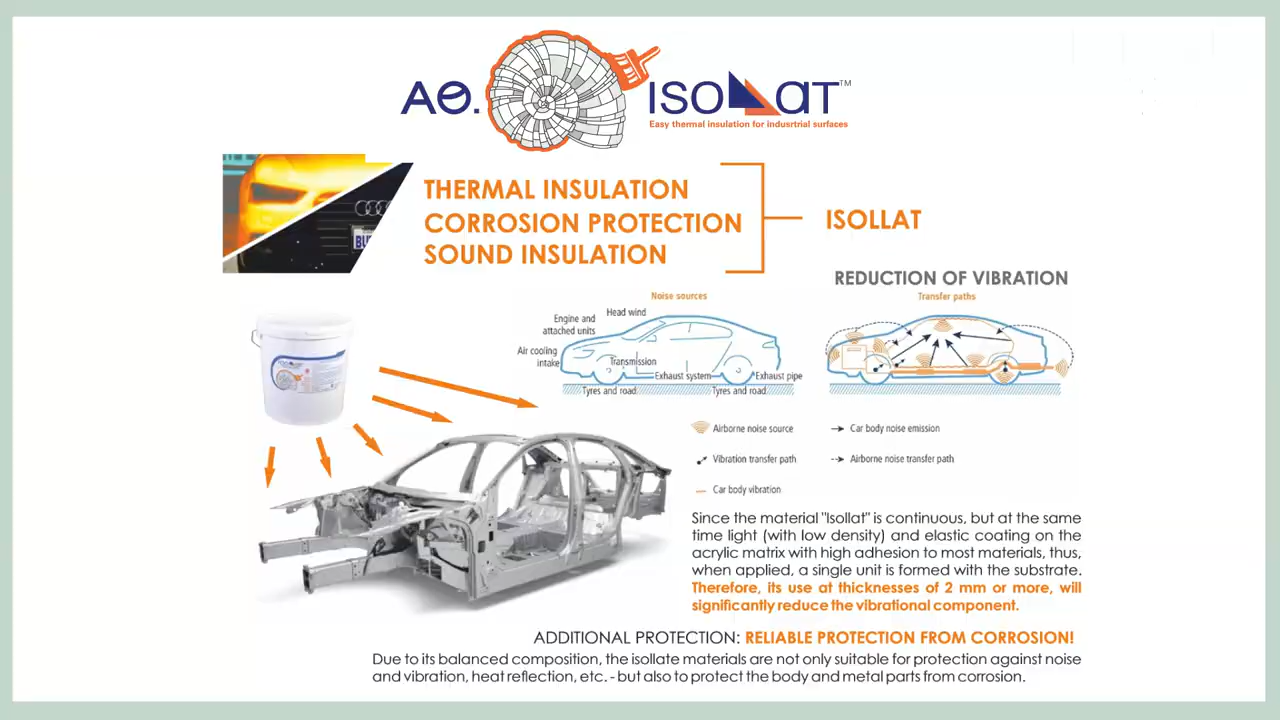 АѲ.
ISOLLAT™
Easy thermal insulation for indusrtrial surfaces
THERMAL INSULATION
CORROSION PROTECTION
SOUND INSULATION
ISOLLAT
REDUCTION OF VIBRATION
Noise sources
Transfer paths
Head wind
Engine and
attached units
Air cooling
intake
Transmission
Exhaust system
Exhaust pipe
Tyres and road
Tyres and road
Airborne noise source
Car body noise emission
Vibration transfer path
Airborne noise transfer path
Car body vibration
Since the material "Isollat" is continuous, but at the same
time light (with low density) and elastic coating on the
acrylic matrix with high adhesion to most materials, thus,
when applied, a single unit is formed with the substrate.
Therefore, its use at thicknesses of 2 mm or more, will
significantly reduce the vibrational component.
ADDITIONAL PROTECTION: RELIABLE PROTECTION FROM CORROSION!
Due to its balanced composition, the isollate materials are not only suitable for protection against noise
and vibration, heat reflection, etc. - but also to protect the body and metal parts from corrosion.